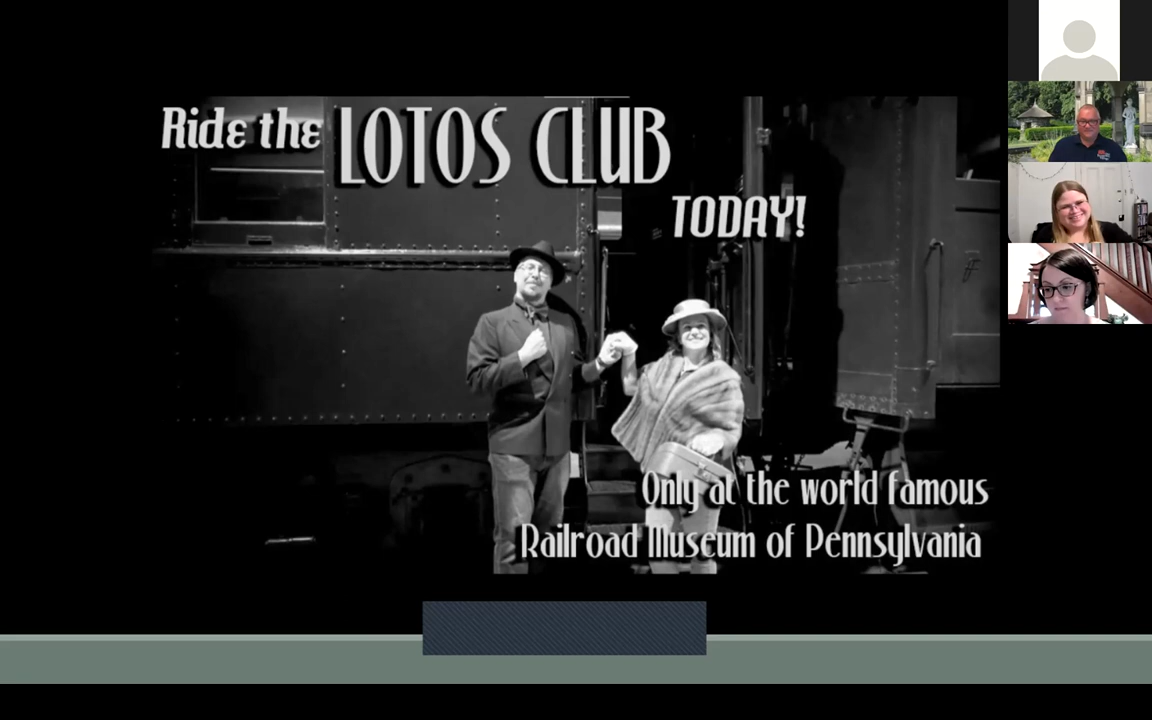 Ride the LOTOS CLUB
TODAY!
Only at the world famous
Railroad Museum of Pennsylvania